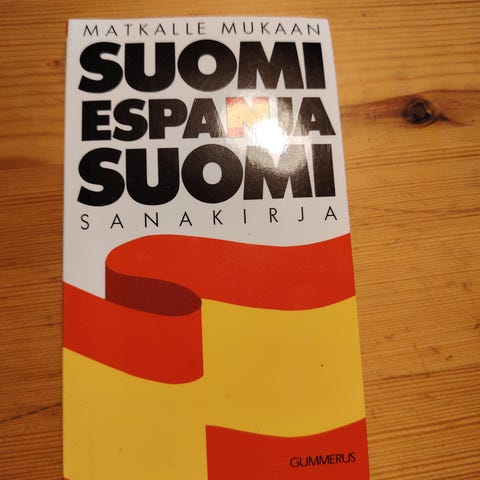 MATKALLE MUKAAN
SUOMI
ESPANJA
SUOMI
SANAKIRJA
GUMMERUS